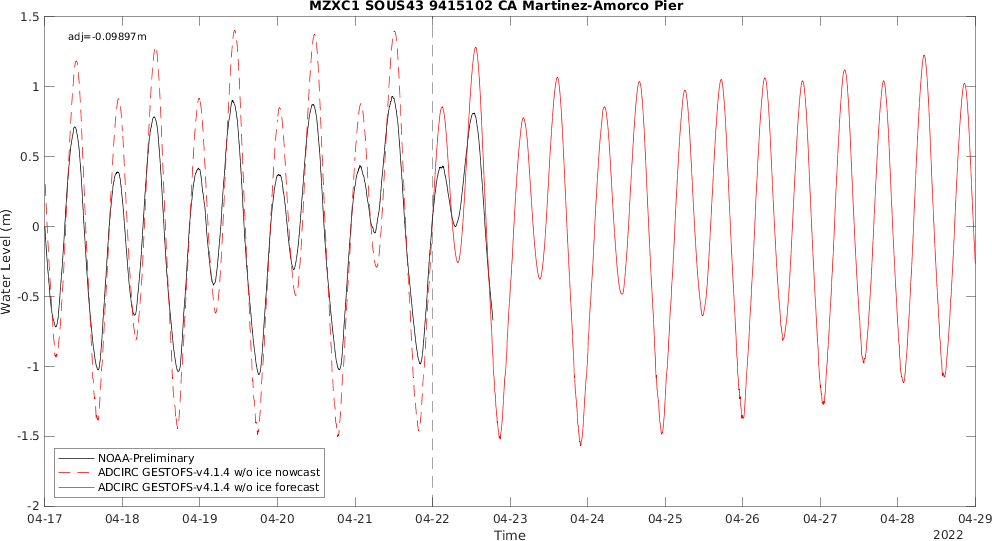 MZXC1 SOUS43 9415102 CA Martinez-Amorco Pier
adj=-0.09897m
Water Level (m)
1.5
1
0.5
0
-0.5
-1
-1.5
-2
NOAA-Preliminary
ADCIRC GESTOFS-v4.1.4 w/o ice nowcast
ADCIRC GESTOFS-v4.1.4 w/o ice forecast
04-17 04-18 04-19 04-20 04-21 04-22 04-23 04-24 04-25 04-26 04-27 04-28 04-29
Time
2022